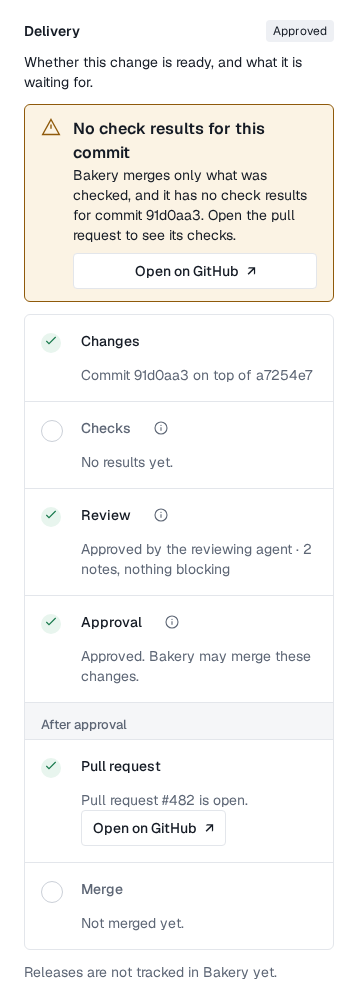 Delivery
Approved
Whether this change is ready, and what it is
waiting for.
No check results for this
commit
Bakery merges only what was
checked, and it has no check results
for commit 91d0aa3. Open the pull
request to see its checks.
Open on GitHub
Changes
Commit 91d0aa3 on top of a7254e7
Checks
No results yet.
Review
Approved by the reviewing agent · 2
notes, nothing blocking
Approval
Approved. Bakery may merge these
changes.
After approval
Pull request
Pull request #482 is open.
Open on GitHub
Merge
Not merged yet.
Releases are not tracked in Bakery yet.